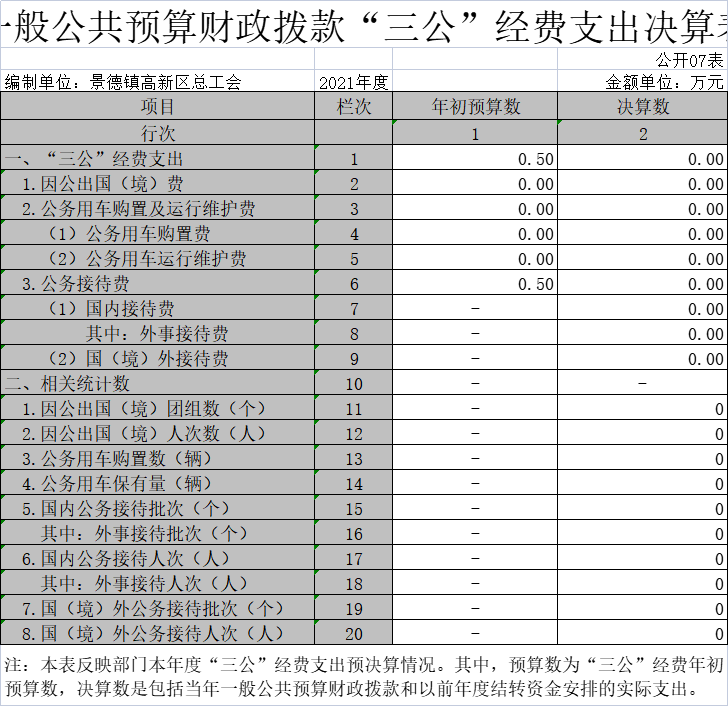 一般公共预算财政拨款“三公”经费支出决算表
公开07表
编制单位：景德镇高新区总工会 2021年度 金额单位：万元
项目 栏次 年初预算数 决算数
行次 1 2
一、“三公”经费支出 1 0.50 0.00
1.因公出国（境）费 2 0.00 0.00
2.公务用车购置及运行维护费 3 0.00 0.00
（1）公务用车购置费 4 0.00 0.00
（2）公务用车运行维护费 5 0.00 0.00
3.公务接待费 6 0.50 0.00
（1）国内接待费 7 - 0.00
其中：外事接待费 8 - 0.00
（2）国（境）外接待费 9 - 0.00
二、相关统计数 10 - -
1.因公出国（境）团组数（个） 11 - 0
2.因公出国（境）人次数（人） 12 - 0
3.公务用车购置数（辆） 13 - 0
4.公务用车保有量（辆） 14 - 0
5.国内公务接待批次（个） 15 - 0
其中：外事接待批次（个） 16 - 0
6.国内公务接待人次（人） 17 - 0
其中：外事接待人次（人） 18 - 0
7.国（境）外公务接待批次（个） 19 - 0
8.国（境）外公务接待人次（人） 20 - 0
注：本表反映部门本年度“三公”经费支出预决算情况。其中，预算数为“三公”经费年初
预算数，决算数是包括当年一般公共预算财政拨款和以前年度结转资金安排的实际支出。